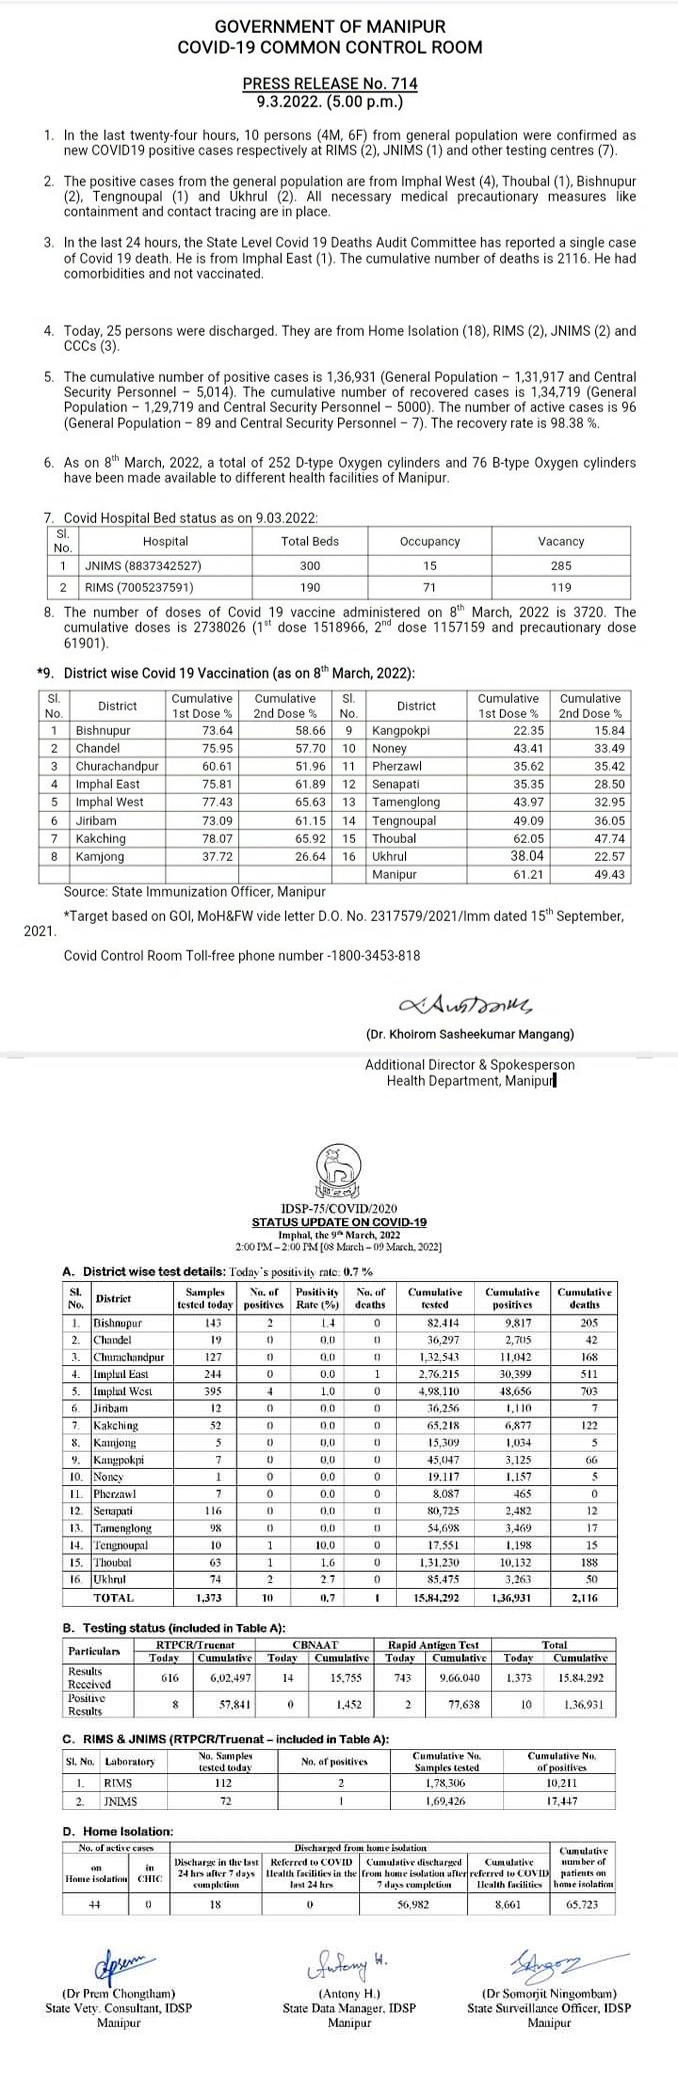 GOVERNMENT OF MANIPUR
COVID-19 COMMON CONTROL ROOM
PRESS RELEASE No. 714
9.3.2022. (5.00 p.m.)
1. In the last twenty-four hours, 10 persons (4M, 6F) from general population were confirmed as
new COVID19 positive cases respectively at RIMS (2), JNIMS (1) and other testing centres (7).
2. The positive cases from the general population are from Imphal West (4), Thoubal (1), Bishnupur
(2), Tengnoupal (1) and Ukhrul (2). All necessary medical precautionary measures like
containment and contact tracing are in place.
3. In the last 24 hours, the State Level Covid 19 Deaths Audit Committee has reported a single case
of Covid 19 death. He is from Imphal East (1). The cumulative number of deaths is 2116. He had
comorbidities and not vaccinated.
4. Today, 25 persons were discharged. They are from Home Isolation (18), RIMS (2), JNIMS (2) and
CCCs (3).
5. The cumulative number of positive cases is 1,36,931 (General Population – 1,31,917 and Central
Security Personnel – 5,014). The cumulative number of recovered cases is 1,34,719 (General
Population – 1,29,719 and Central Security Personnel – 5000). The number of active cases is 96
(General Population – 89 and Central Security Personnel – 7). The recovery rate is 98.38 %.
6. As on 8th March, 2022, a total of 252 D-type Oxygen cylinders and 76 B-type Oxygen cylinders
have been made available to different health facilities of Manipur.
7. Covid Hospital Bed status as on 9.03.2022:
Sl. No. Hospital Total Beds Occupancy Vacancy
1 JNIMS (8837342527) 300 15 285
2 RIMS (7005237591) 190 71 119
8. The number of doses of Covid 19 vaccine administered on 8th March, 2022 is 3720. The
cumulative doses is 2738026 (1st dose 1518966, 2nd dose 1157159 and precautionary dose
61901).
*9. District wise Covid 19 Vaccination (as on 8th March, 2022):
Sl. No. District Cumulative 1st Dose % Cumulative 2nd Dose % Sl. No. District Cumulative 1st Dose % Cumulative 2nd Dose %
1 Bishnupur 73.64 58.66 9 Kangpokpi 22.35 15.84
2 Chandel 75.95 57.70 10 Noney 43.41 33.49
3 Churachandpur 60.61 51.96 11 Pherzawl 35.62 35.42
4 Imphal East 75.81 61.89 12 Senapati 35.35 28.50
5 Imphal West 77.43 65.63 13 Tamenglong 43.97 32.95
6 Jiribam 73.09 61.15 14 Tengnoupal 49.09 36.05
7 Kakching 78.07 65.92 15 Thoubal 62.05 47.74
8 Kamjong 37.72 26.64 16 Ukhrul 38.04 22.57
Manipur 61.21 49.43
Source: State Immunization Officer, Manipur
*Target based on GOI, MoH&FW vide letter D.O. No. 2317579/2021/Imm dated 15th September,
2021.
Covid Control Room Toll-free phone number -1800-3453-818
(Dr. Khoirom Sasheekumar Mangang)
Additional Director & Spokesperson
Health Department, Manipur
IDSP-75/COVID/2020
STATUS UPDATE ON COVID-19
Imphal, the 9th March, 2022
2:00 PM – 2:00 PM [08 March – 09 March, 2022]
A. District wise test details: Today's positivity rate: 0.7 %
Sl. No. District Samples tested today No. of positives Positivity Rate (%) No. of deaths Cumulative tested Cumulative positives Cumulative deaths
1. Bishnupur 143 2 1.4 0 82,414 9,817 205
2. Chandel 19 0 0.0 0 36,297 2,705 42
3. Churachandpur 127 0 0.0 0 1,32,543 11,042 168
4. Imphal East 244 0 0.0 1 2,76,215 30,399 511
5. Imphal West 395 4 1.0 0 4,98,110 48,656 703
6. Jiribam 12 0 0.0 0 36,256 1,110 7
7. Kakching 52 0 0.0 0 65,218 6,877 122
8. Kamjong 5 0 0.0 0 15,309 1,034 5
9. Kangpokpi 7 0 0.0 0 45,047 3,125 66
10. Noney 1 0 0.0 0 19,117 1,157 5
11. Pherzawl 7 0 0.0 0 8,087 465 0
12. Senapati 116 0 0.0 0 80,725 2,482 12
13. Tamenglong 98 0 0.0 0 54,698 3,469 17
14. Tengnoupal 10 1 10.0 0 17,551 1,198 15
15. Thoubal 63 1 1.6 0 1,31,230 10,132 188
16. Ukhrul 74 2 2.7 0 85,475 3,263 50
TOTAL 1,373 10 0.7 1 15,84,292 1,36,931 2,116
B. Testing status (included in Table A):
Particulars RTPCR/Truenat CBNAAT Rapid Antigen Test Total
Today Cumulative Today Cumulative Today Cumulative Today Cumulative
Results Received 616 6,02,497 14 15,755 743 9,66,040 1,373 15,84,292
Positive Results 8 57,841 0 1,452 2 77,638 10 1,36,931
C. RIMS & JNIMS (RTPCR/Truenat – included in Table A):
Sl. No. Laboratory No. Samples tested today No. of positives Cumulative No. Samples tested Cumulative No. of positives
1. RIMS 112 2 1,78,306 10,211
2. JNIMS 72 1 1,69,426 17,447
D. Home Isolation:
No. of active cases Discharged from home isolation Cumulative number of patients on home isolation
on Home isolation in CHIC Discharge in the last 24 hrs after 7 days completion Referred to COVID Health facilities in the last 24 hrs Cumulative discharged from home isolation after 7 days completion Cumulative referred to COVID Health facilities
44 0 18 0 56,982 8,661 65,723
Antony H.
(Dr Prem Chongtham) (Antony H.) (Dr Somorjit Ningombam)
State Vety. Consultant, IDSP State Data Manager, IDSP State Surveillance Officer, IDSP
Manipur Manipur Manipur